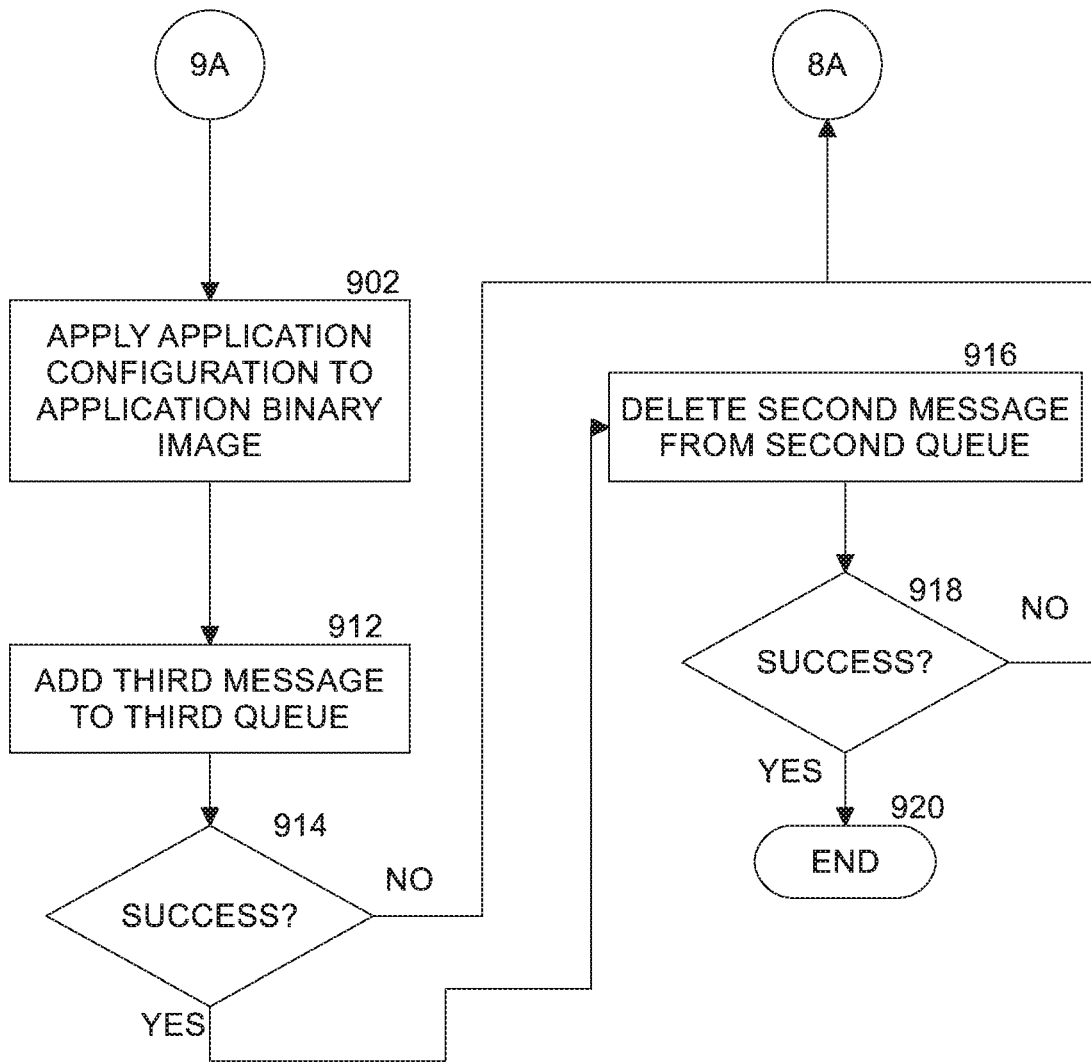 9A
8A
902
APPLY APPLICATION
CONFIGURATION TO
APPLICATION BINARY
IMAGE
912
ADD THIRD MESSAGE
TO THIRD QUEUE
914
SUCCESS?
NO
YES
916
DELETE SECOND MESSAGE
FROM SECOND QUEUE
918
SUCCESS?
NO
YES
920
END